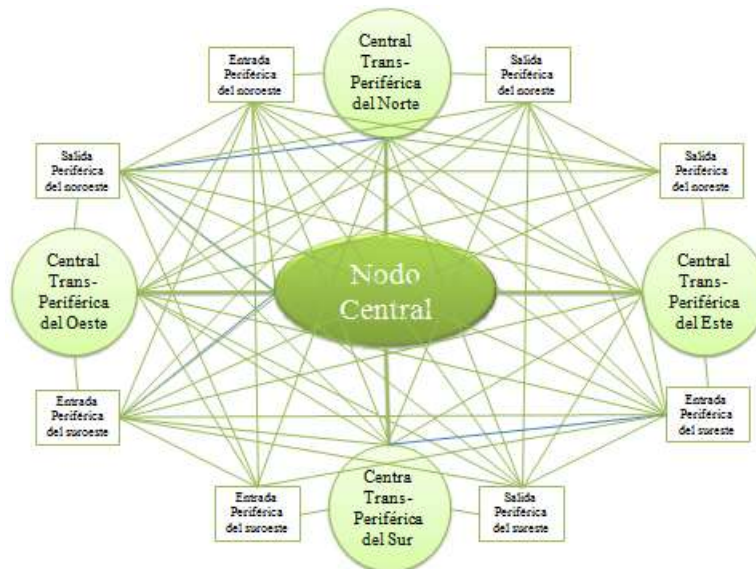 Entrada
Periférica
del noroeste
Central
Trans-
Periférica
del Norte
Salida
Periférica
del noreste
Salida
Periférica
del noroeste
Salida
Periférica
del noreste
Central
Trans-
Periférica
del Oeste
Nodo
Central
Central
Trans-
Periférica
del Este
Entrada
Periférica
del suroeste
Entrada
Periférica
del sureste
Entrada
Periférica
del suroeste
Centra
Trans-
Periférica
del Sur
Salida
Periférica
del sureste